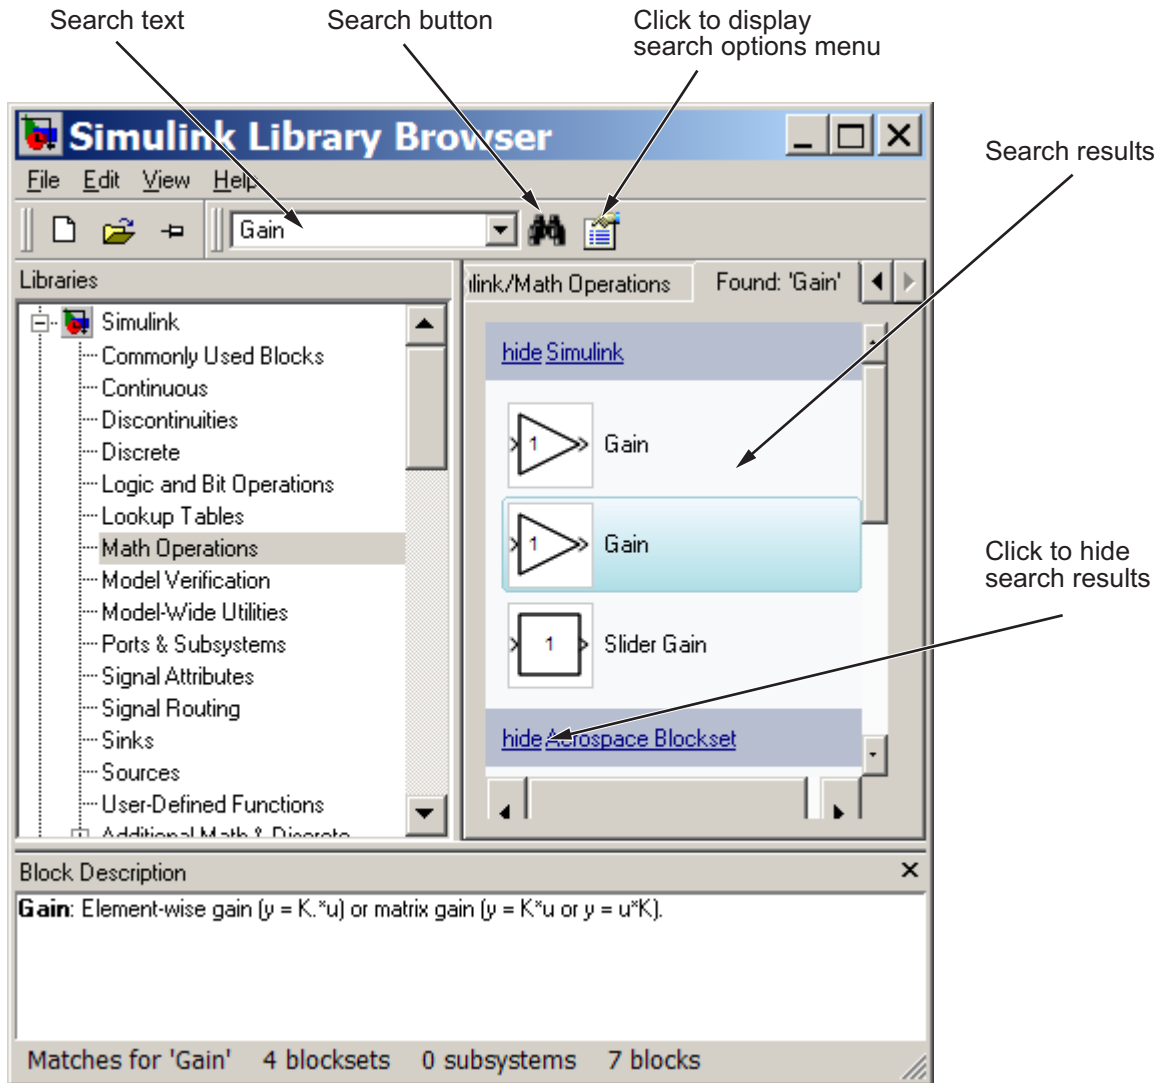 Search text
Search button
Click to display
search options menu
Simulink Library Browser
File Edit View Help
Search results
Gain
Libraries
link/Math Operations
Found: 'Gain'
Simulink
Commonly Used Blocks
Continuous
Discontinuities
Discrete
Logic and Bit Operations
Lookup Tables
Math Operations
Model Verification
Model-Wide Utilities
Ports & Subsystems
Signal Attributes
Signal Routing
Sinks
Sources
User-Defined Functions
Additional Math & Discrete
hide Simulink
1
Gain
1
Gain
1
Slider Gain
hide Aerospace Blockset
Click to hide
search results
Block Description
Gain: Element-wise gain (y = K.*u) or matrix gain (y = K*u or y = u*K).
Matches for 'Gain' 4 blocksets 0 subsystems 7 blocks